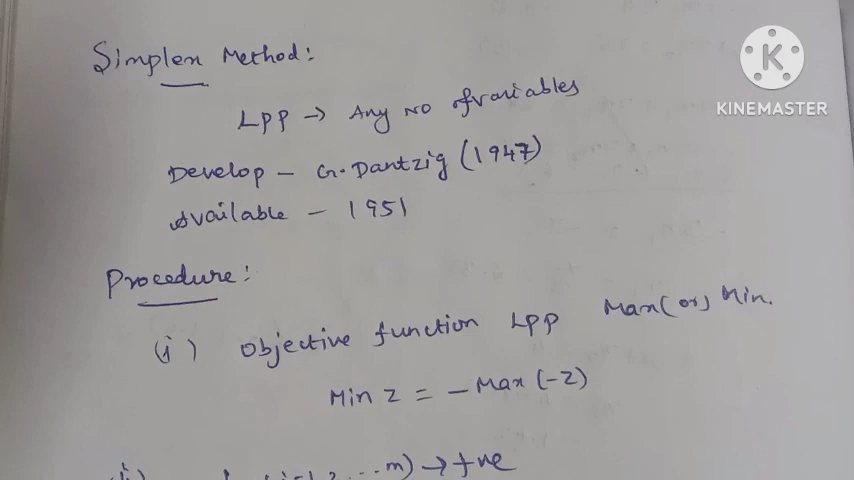 Simplex Method:
KINEMASTER
LPP → Any No of variables
Develop - G. Dantzig (1947)
Available - 1951
Procedure:
(i) Objective function LPP Max (or) Min.
Min Z = - Max (-Z)
m) → +ve